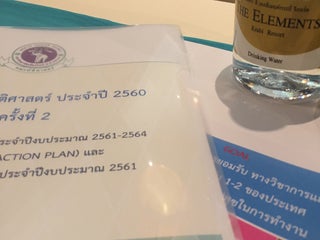 THE ELEMENTS
Krabi Resort
Drinking Water
ติศาสตร์ ประจำปี 2560
ครั้งที่ 2
ระจำปีงบประมาณ 2561-2564
ACTION PLAN) และ
ประจำปีงบประมาณ 2561
GOAL
ยอมรับ ทางวิชาการแ
1-2 ของประเทศ
ในการทำงาน